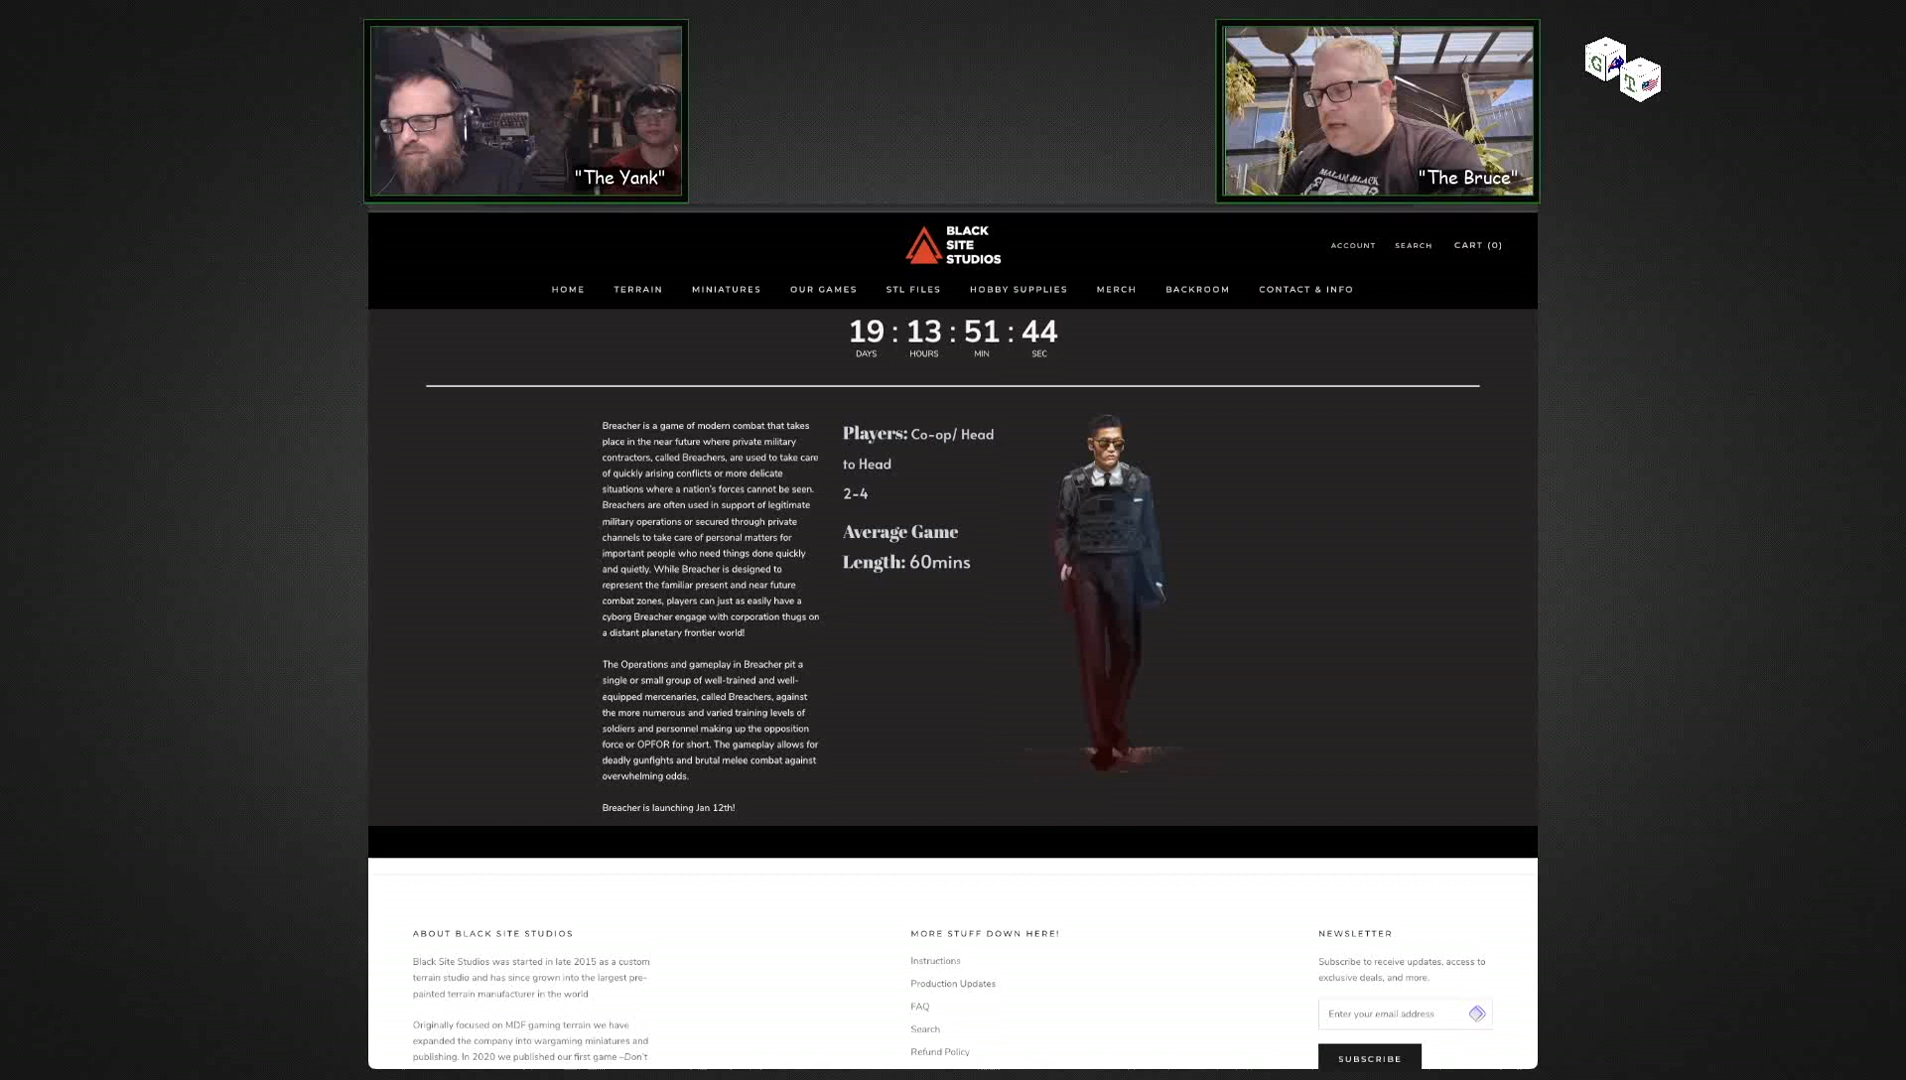 "The Yank"
"The Bruce"
G
T
BLACK
SITE
STUDIOS
ACCOUNT SEARCH CART (0)
HOME TERRAIN MINIATURES OUR GAMES STL FILES HOBBY SUPPLIES MERCH BACKROOM CONTACT & INFO
19 : 13 : 51 : 44
DAYS HOURS MIN SEC
Breacher is a game of modern combat that takes
place in the near future where private military
contractors, called Breachers, are used to take care
of quickly arising conflicts or more delicate
situations where a nation's forces cannot be seen.
Breachers are often used in support of legitimate
military operations or secured through private
channels to take care of personal matters for
important people who need things done quickly
and quietly. While Breacher is designed to
represent the familiar present and near future
combat zones, players can just as easily have a
cyborg Breacher engage with corporation thugs on
a distant planetary frontier world!
The Operations and gameplay in Breacher pit a
single or small group of well-trained and well-
equipped mercenaries, called Breachers, against
the more numerous and varied training levels of
soldiers and personnel making up the opposition
force or OPFOR for short. The gameplay allows for
deadly gunfights and brutal melee combat against
overwhelming odds.
Breacher is launching Jan 12th!
Players: Co-op/ Head
to Head
2-4
Average Game
Length: 60mins
ABOUT BLACK SITE STUDIOS
Black Site Studios was started in late 2015 as a custom
terrain studio and has since grown into the largest pre-
painted terrain manufacturer in the world
Originally focused on MDF gaming terrain we have
expanded the company into wargaming miniatures and
publishing. In 2020 we published our first game –Don't
MORE STUFF DOWN HERE!
Instructions
Production Updates
FAQ
Search
Refund Policy
NEWSLETTER
Subscribe to receive updates, access to
exclusive deals, and more.
Enter your email address
SUBSCRIBE